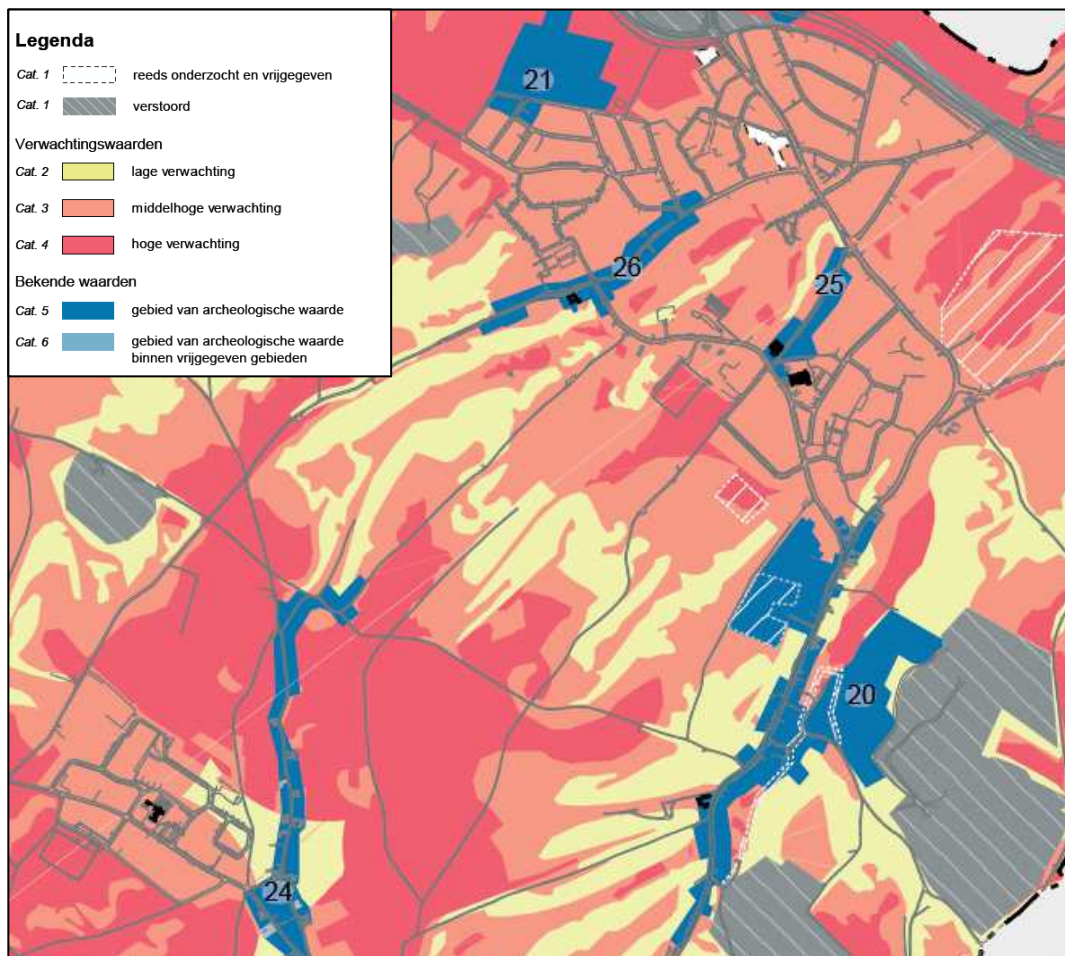 Legenda
Cat. 1 reeds onderzocht en vrijgegeven
Cat. 1 verstoord
Verwachtingswaarden
Cat. 2 lage verwachting
Cat. 3 middelhoge verwachting
Cat. 4 hoge verwachting
Bekende waarden
Cat. 5 gebied van archeologische waarde
Cat. 6 gebied van archeologische waarde
binnen vrijgegeven gebieden
21
26
25
20
24